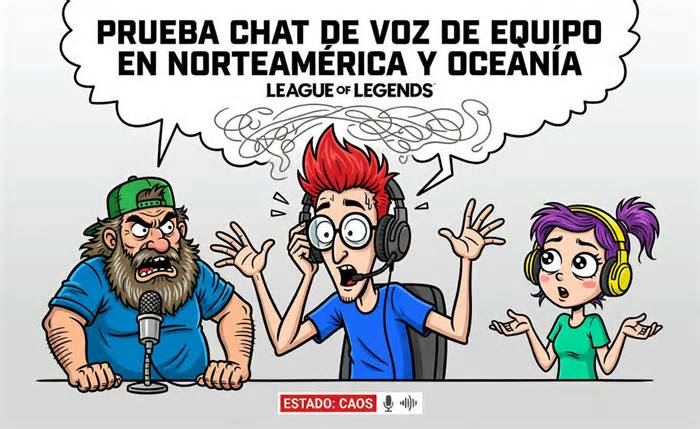 PRUEBA CHAT DE VOZ DE EQUIPO
EN NORTEAMÉRICA Y OCEANÍA
LEAGUE OF LEGENDS
ESTADO: CAOS